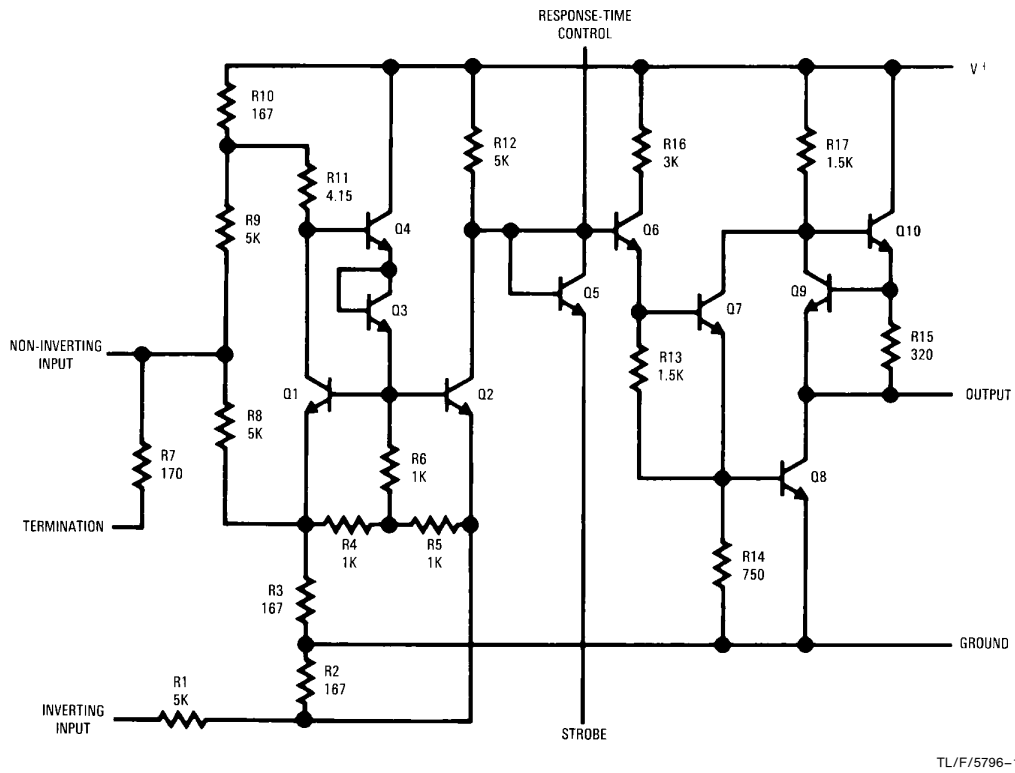 RESPONSE-TIME
CONTROL
V+
R10
167
R12
5K
R16
3K
R17
1.5K
R11
4.15
R9
5K
Q4
Q6
Q10
Q3
Q5
Q7
Q9
NON-INVERTING
INPUT
R13
1.5K
R15
320
Q1
Q2
OUTPUT
R8
5K
R7
170
R6
1K
Q8
TERMINATION
R4
1K
R5
1K
R14
750
R3
167
GROUND
R2
167
R1
5K
INVERTING
INPUT
STROBE
TL/F/5796–